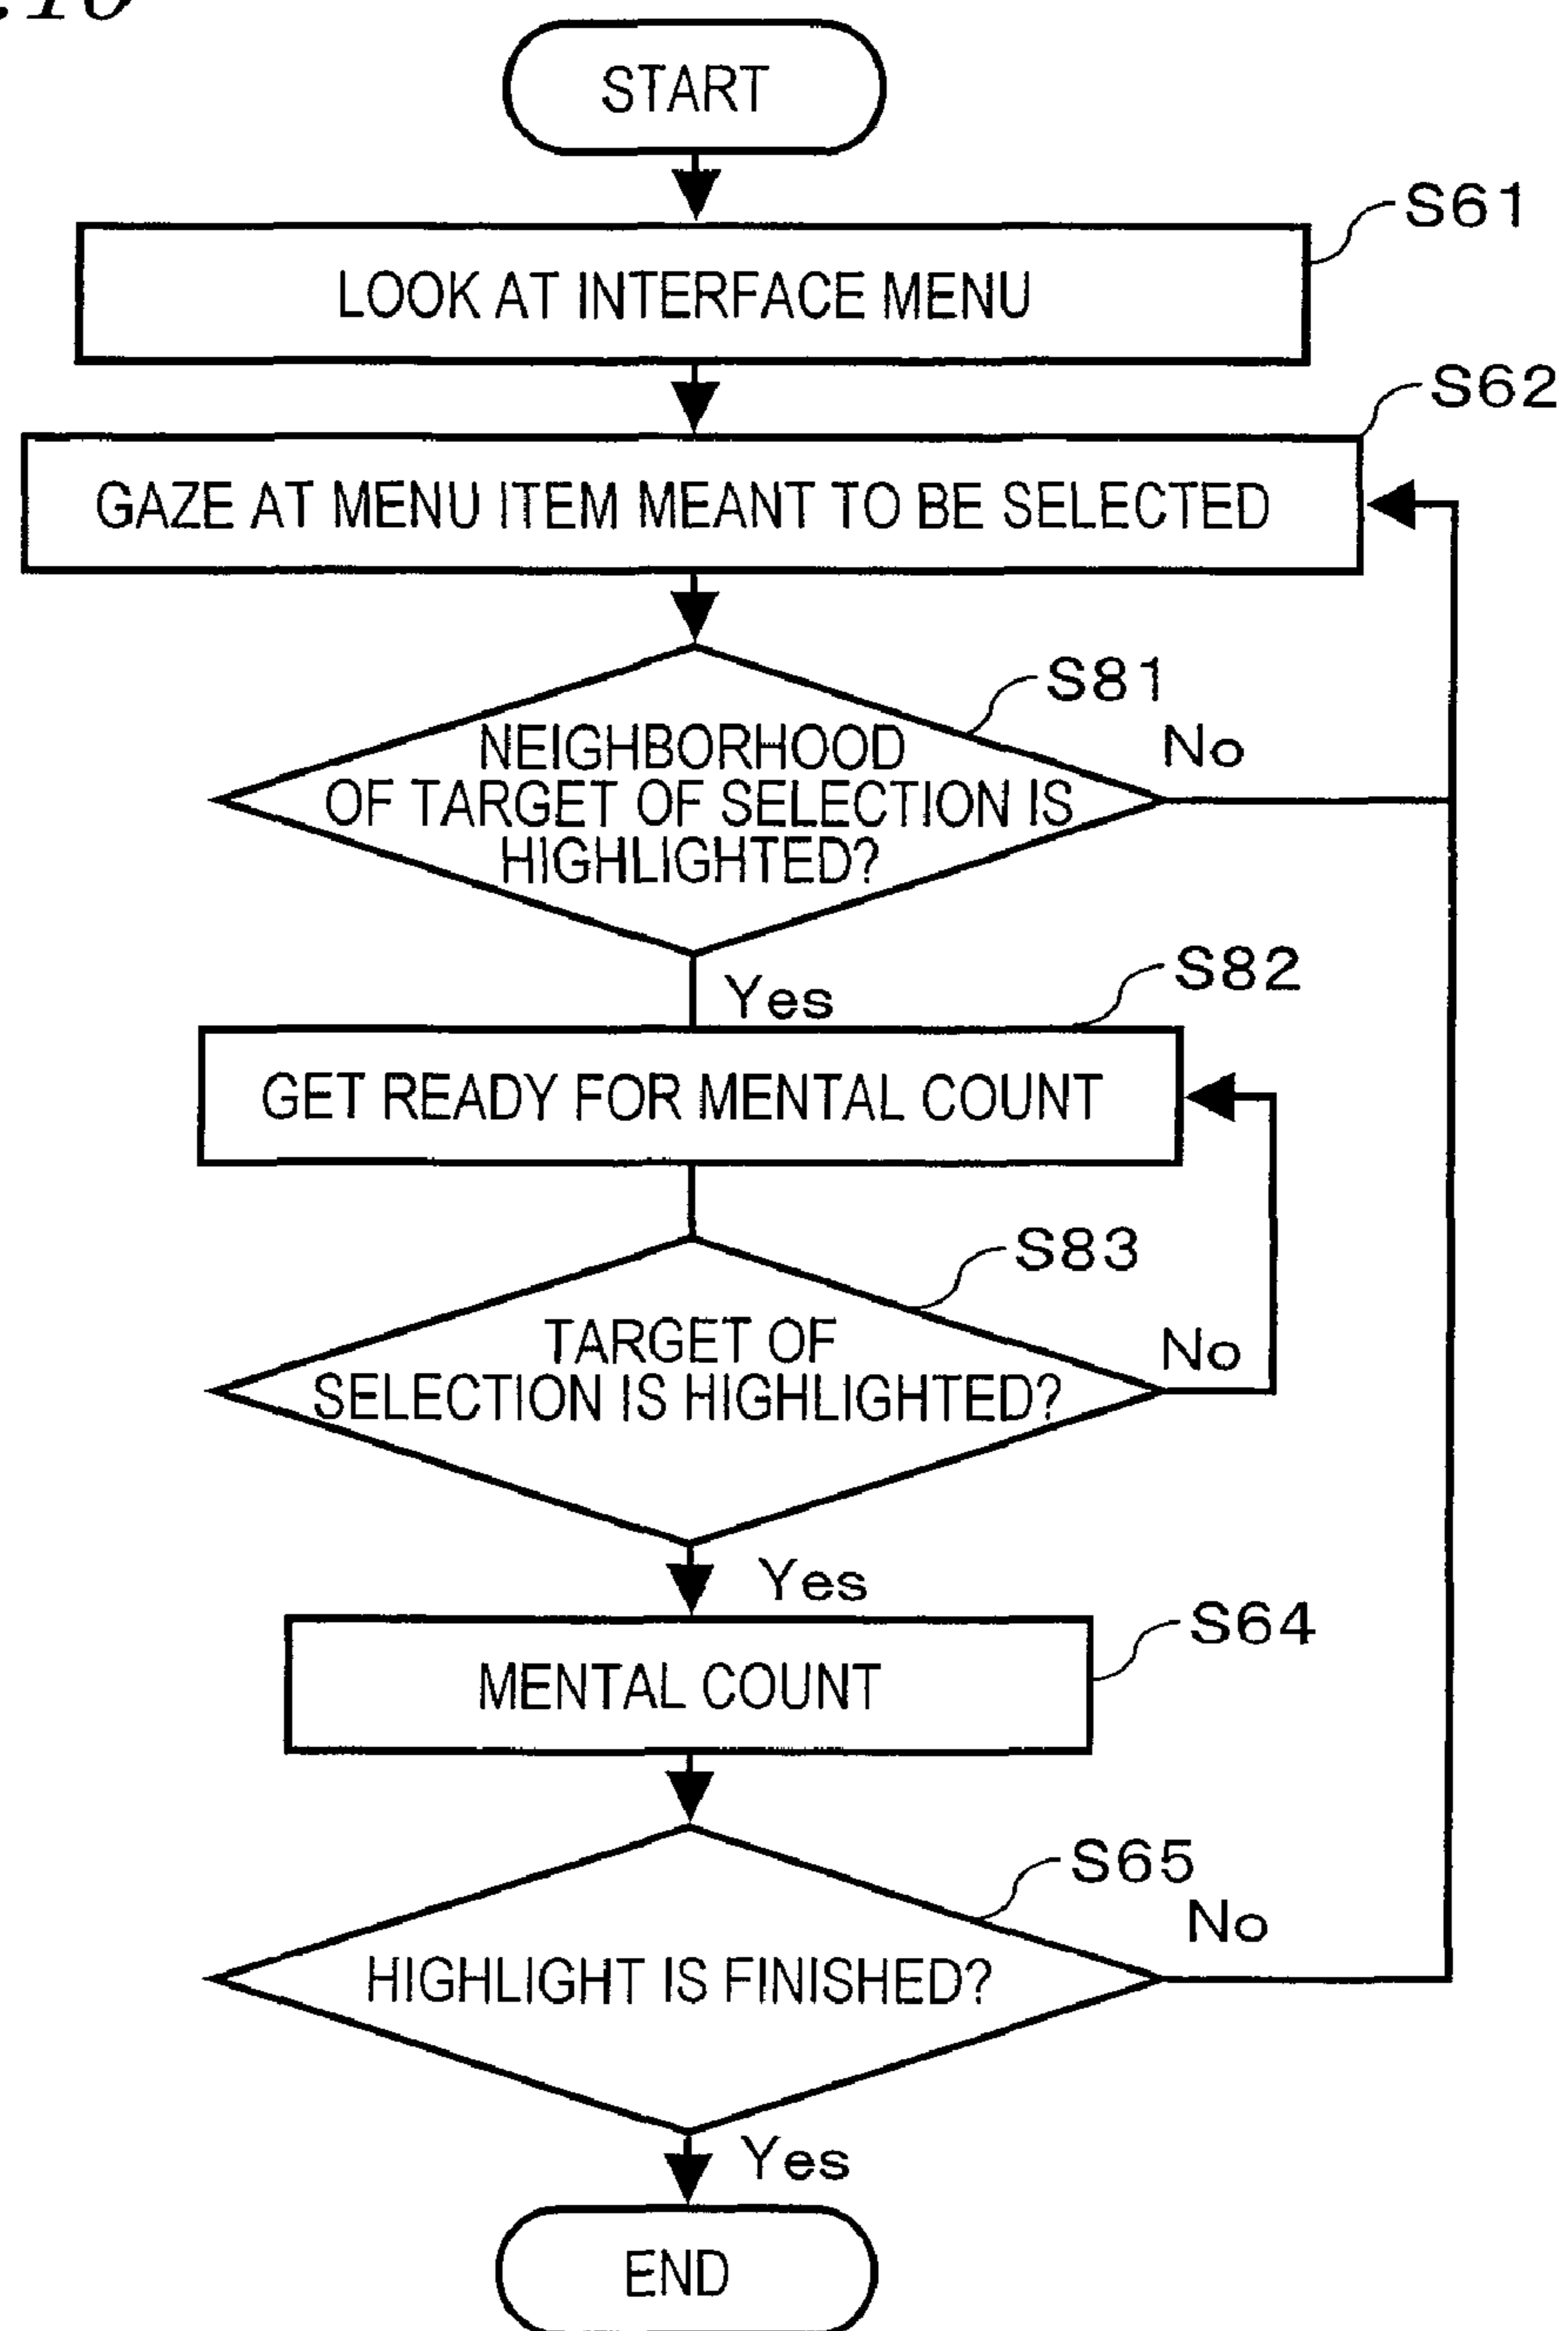 START
S61
LOOK AT INTERFACE MENU
S62
GAZE AT MENU ITEM MEANT TO BE SELECTED
S81
NEIGHBORHOOD
OF TARGET OF SELECTION IS
HIGHLIGHTED?
No
Yes
S82
GET READY FOR MENTAL COUNT
S83
TARGET OF
SELECTION IS HIGHLIGHTED?
No
Yes
S64
MENTAL COUNT
S65
HIGHLIGHT IS FINISHED?
No
Yes
END